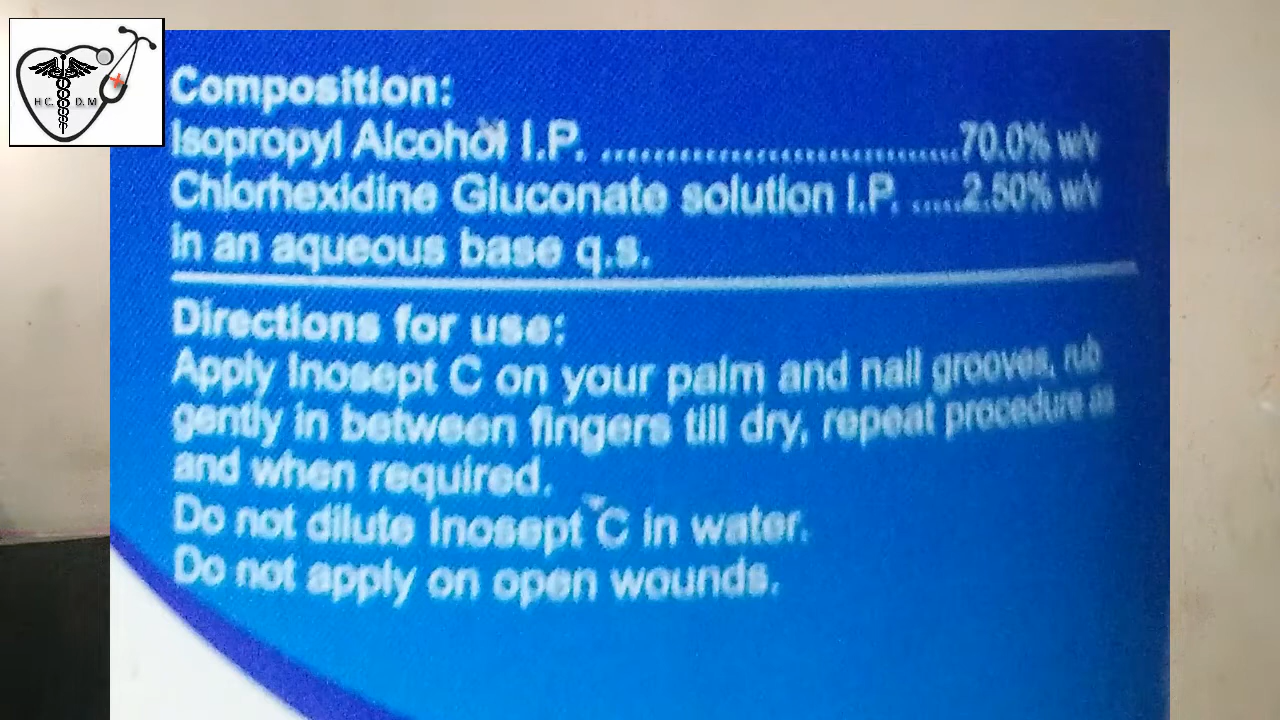 H C. D. M
Composition:
Isopropyl Alcohol I.P. ....................................70.0% w/v
Chlorhexidine Gluconate solution I.P. .....2.50% w/v
in an aqueous base q.s.
Directions for use:
Apply Inosept C on your palm and nail grooves, rub
gently in between fingers till dry, repeat procedure as
and when required.
Do not dilute Inosept C in water.
Do not apply on open wounds.